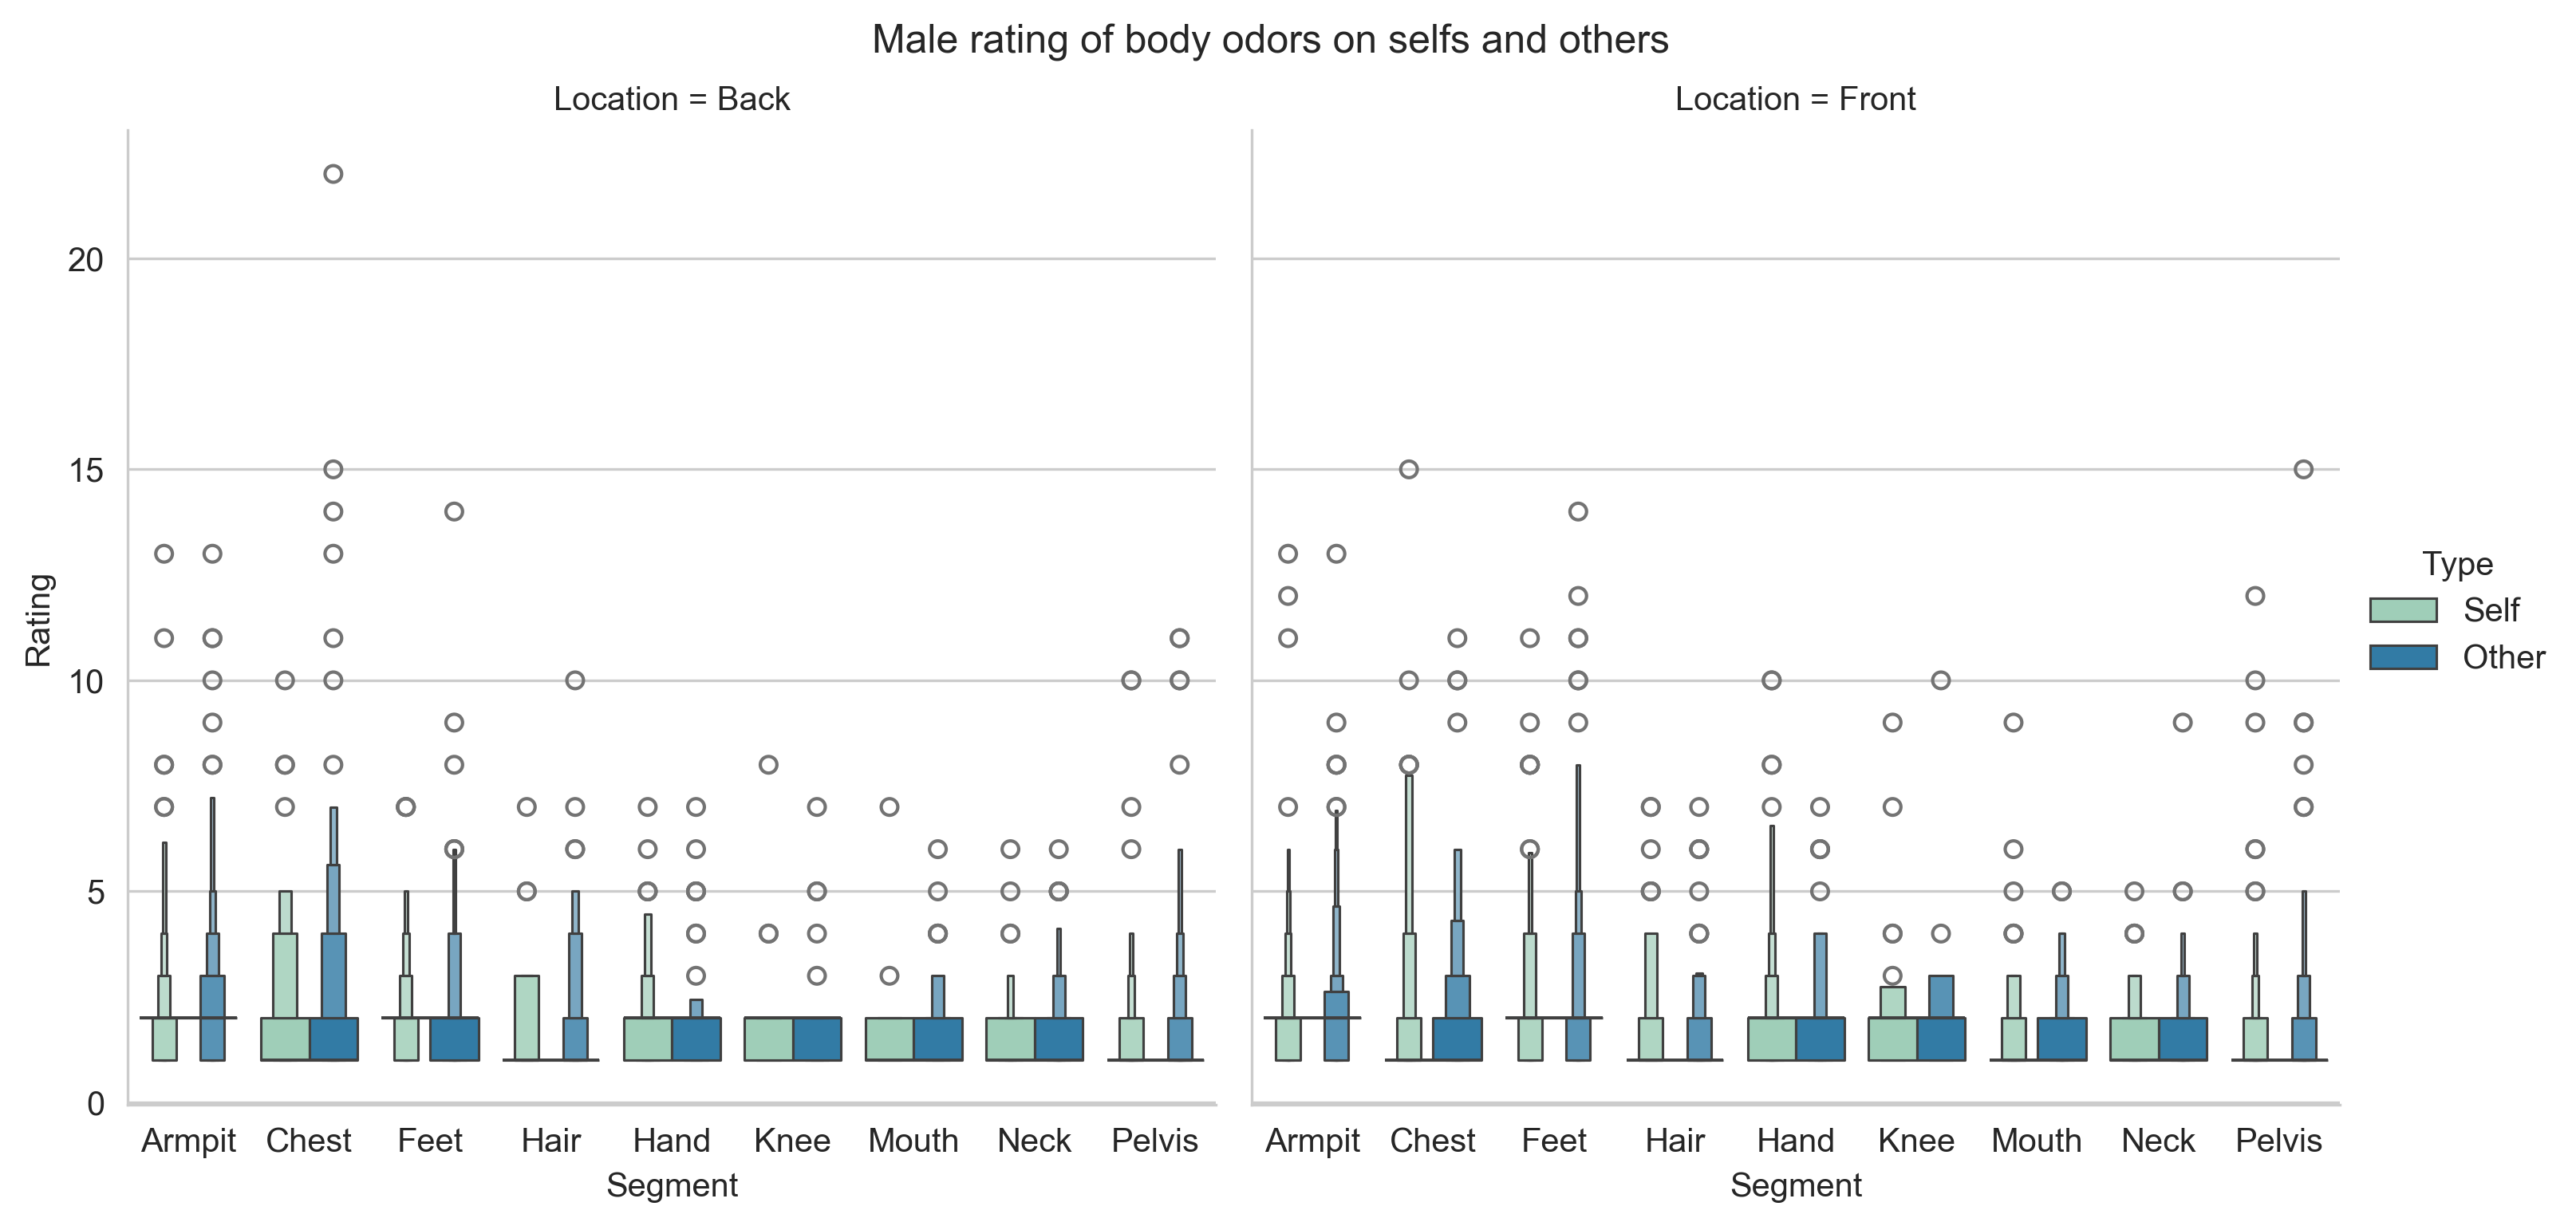 Male rating of body odors on selfs and others
Location = Back
Location = Front
Rating
20
15
10
5
0
Armpit Chest Feet Hair Hand Knee Mouth Neck Pelvis
Segment
Armpit Chest Feet Hair Hand Knee Mouth Neck Pelvis
Segment
Type
Self
Other